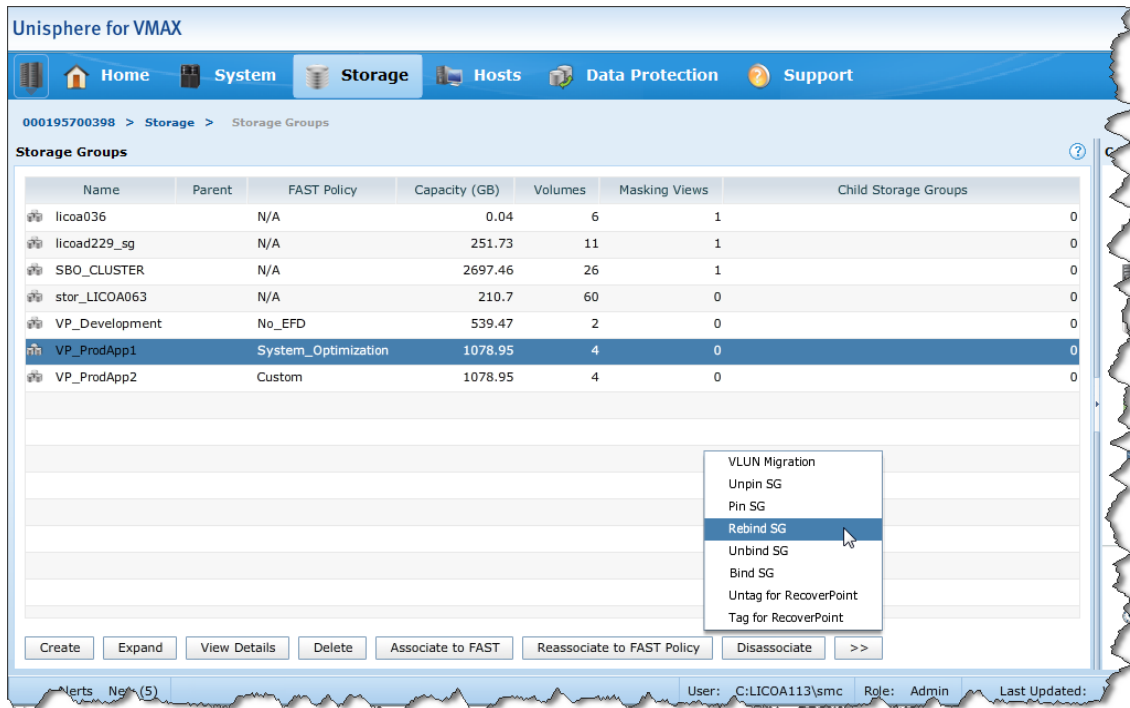 Unisphere for VMAX
Home System Storage Hosts Data Protection Support
000195700398 > Storage > Storage Groups
Storage Groups
Name Parent FAST Policy Capacity (GB) Volumes Masking Views Child Storage Groups
licoa036 N/A 0.04 6 1 0
licoad229_sg N/A 251.73 11 1 0
SBO_CLUSTER N/A 2697.46 26 1 0
stor_LICOA063 N/A 210.7 60 0 0
VP_Development No_EFD 539.47 2 0 0
VP_ProdApp1 System_Optimization 1078.95 4 0 0
VP_ProdApp2 Custom 1078.95 4 0 0
VLUN Migration
Unpin SG
Pin SG
Rebind SG
Unbind SG
Bind SG
Untag for RecoverPoint
Tag for RecoverPoint
Create Expand View Details Delete Associate to FAST Reassociate to FAST Policy Disassociate >>
(5) User: C:LICOA113\smc Role: Admin Last Updated: